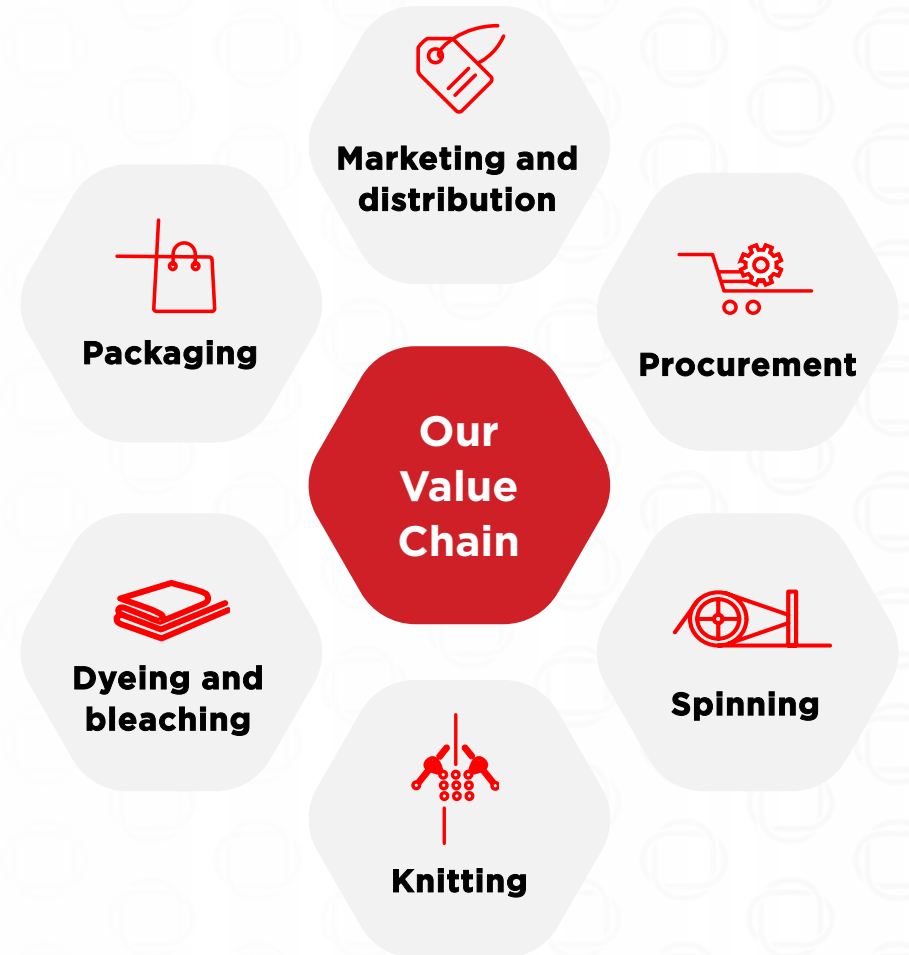 Marketing and
distribution
Packaging
Procurement
Our
Value
Chain
Dyeing and
bleaching
Spinning
Knitting